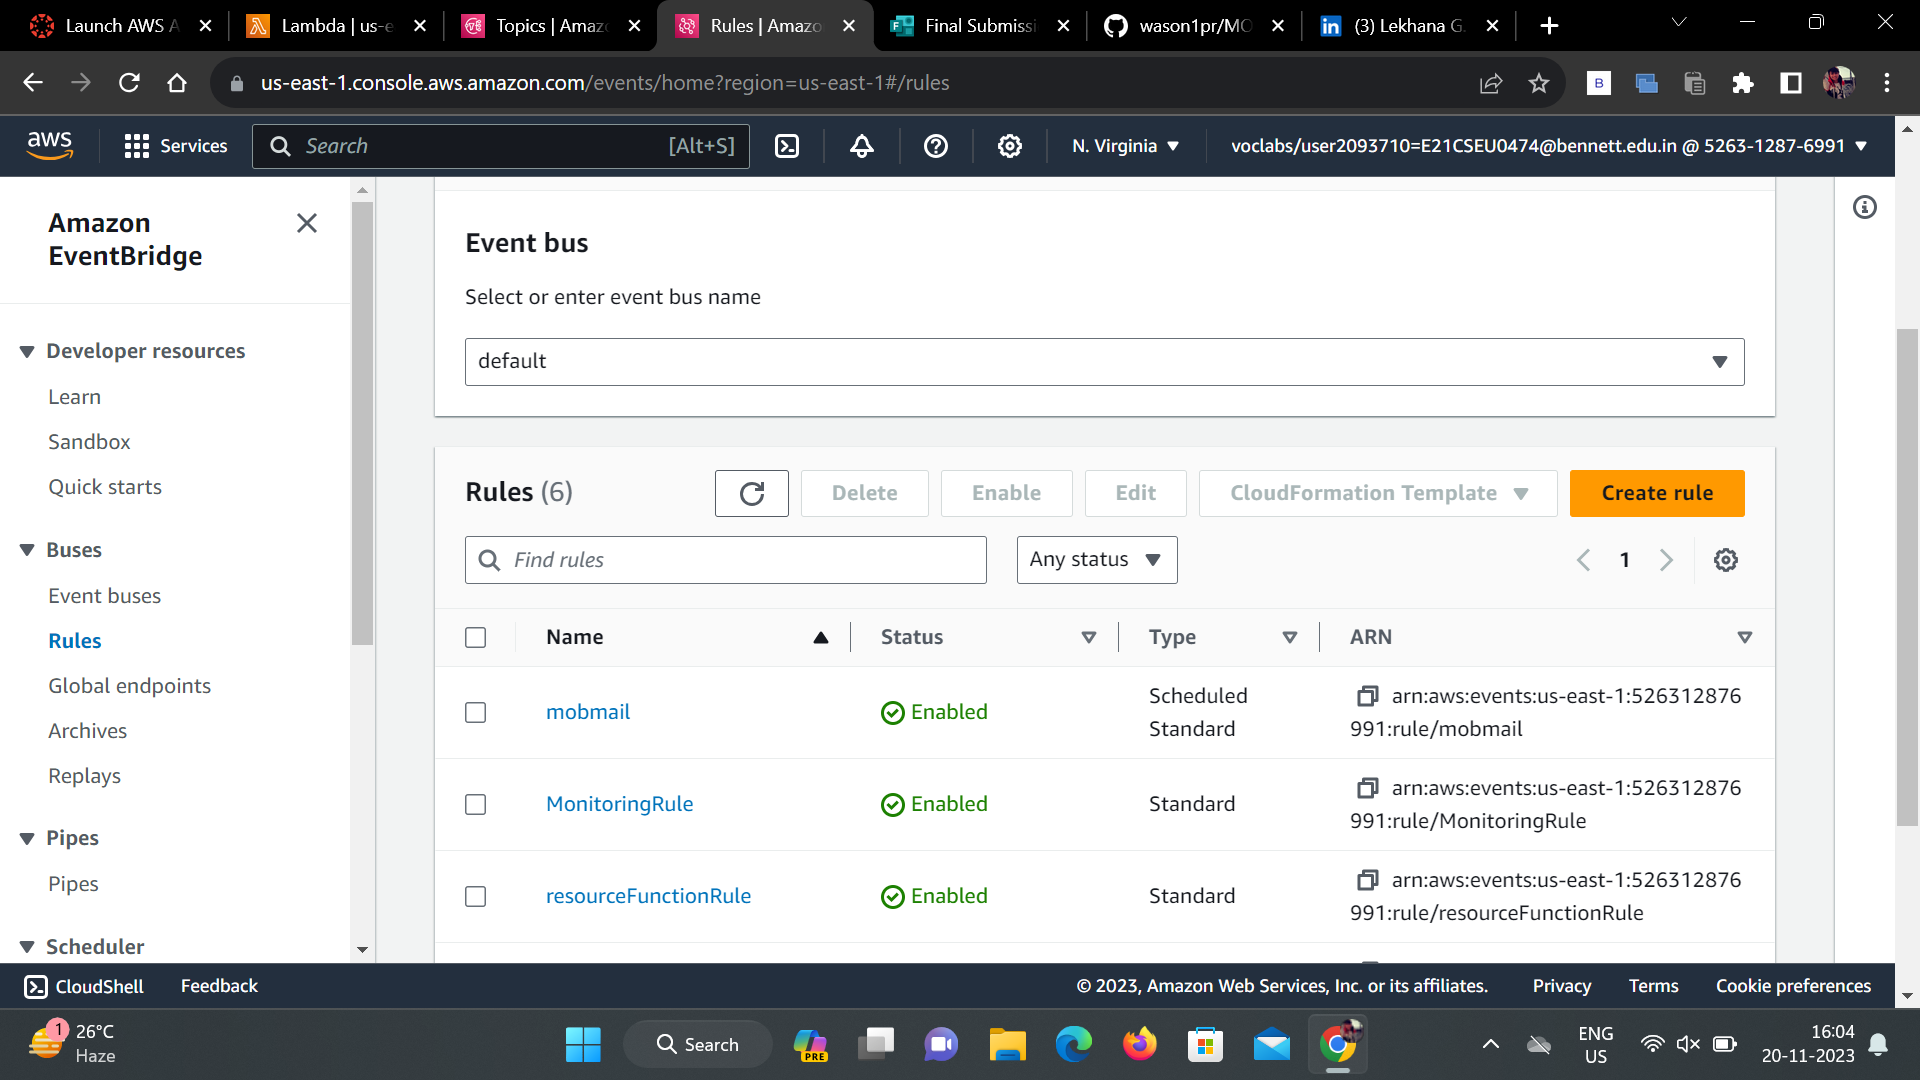 Launch AWS A
Lambda | us-e
Topics | Amaz
Rules | Amazo
Final Submissi
wason1pr/MO
(3) Lekhana G.
us-east-1.console.aws.amazon.com/events/home?region=us-east-1#/rules
B
aws
Services
Search
[Alt+S]
N. Virginia
voclabs/user2093710=E21CSEU0474@bennett.edu.in @ 5263-1287-6991
Amazon
EventBridge
Developer resources
Learn
Sandbox
Quick starts
Buses
Event buses
Rules
Global endpoints
Archives
Replays
Pipes
Pipes
Scheduler
Event bus
Select or enter event bus name
default
Rules (6)
Delete
Enable
Edit
CloudFormation Template
Create rule
Find rules
Any status
1
Name
Status
Type
ARN
mobmail
Enabled
Scheduled
Standard
arn:aws:events:us-east-1:526312876
991:rule/mobmail
MonitoringRule
Enabled
Standard
arn:aws:events:us-east-1:526312876
991:rule/MonitoringRule
resourceFunctionRule
Enabled
Standard
arn:aws:events:us-east-1:526312876
991:rule/resourceFunctionRule
CloudShell
Feedback
© 2023, Amazon Web Services, Inc. or its affiliates.
Privacy
Terms
Cookie preferences
1
26°C
Haze
Search
PRE
ENG
US
16:04
20-11-2023